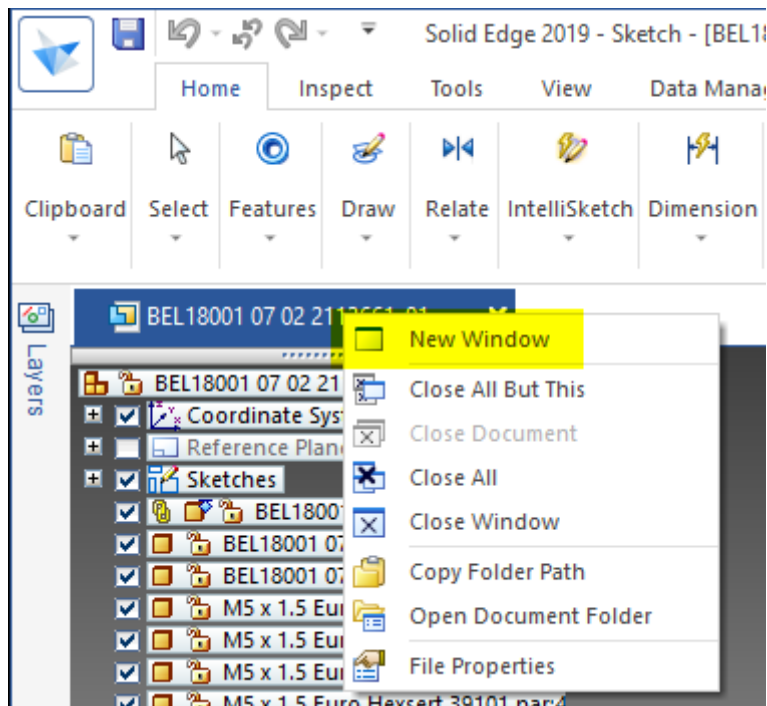 Solid Edge 2019 - Sketch - [BEL18
Home Inspect Tools View Data Mana
Clipboard Select Features Draw Relate IntelliSketch Dimension
Layers
BEL18001 07 02 2113661_01
New Window
Close All But This
Close Document
Close All
Close Window
Copy Folder Path
Open Document Folder
File Properties
BEL18001 07 02 21
Coordinate Sys
Reference Plan
Sketches
BEL1800
BEL18001 07
BEL18001 07
M5 x 1.5 Eur
M5 x 1.5 Eur
M5 x 1.5 Eur
M5 x 1.5 Euro Hexsert 39101.par:4